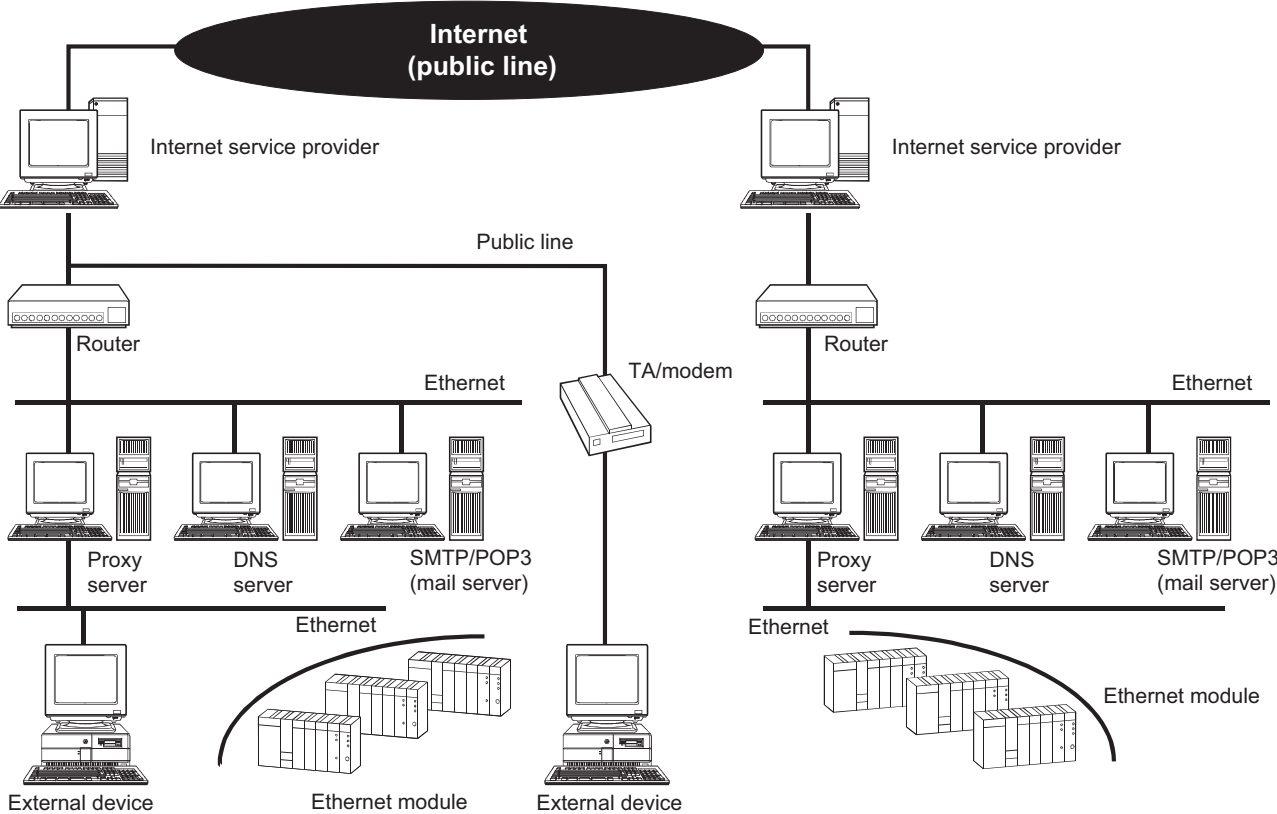 Internet
(public line)
Internet service provider
Internet service provider
Public line
Router
Router
TA/modem
Ethernet
Ethernet
Proxy
server
DNS
server
SMTP/POP3
(mail server)
Proxy
server
DNS
server
SMTP/POP3
(mail server)
Ethernet
Ethernet
Ethernet module
External device
Ethernet module
External device